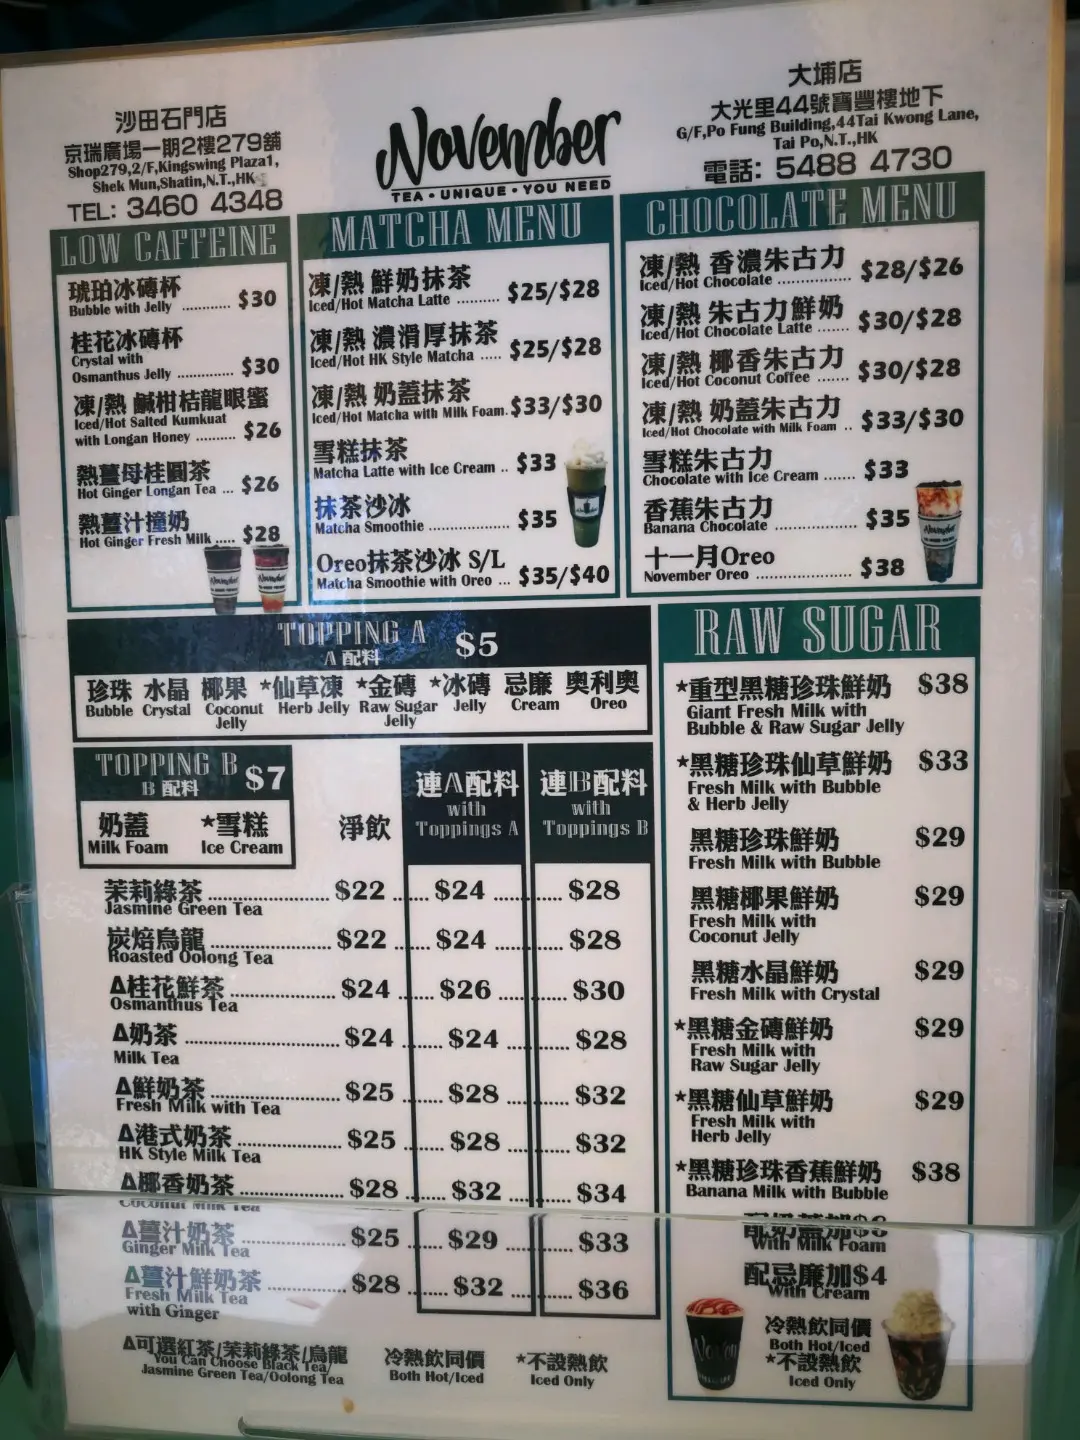 沙田石門店
京瑞廣場一期2樓279舖
Shop279,2/F,Kingswing Plaza1,
Shek Mun,Shatin,N.T.,HK
TEL: 3460 4348
November
TEA • UNIQUE • YOU NEED
大埔店
大光里44號寶豐樓地下
G/F,Po Fung Building,44Tai Kwong Lane,
Tai Po,N.T.,HK
電話: 5488 4730
LOW CAFFEINE
琥珀冰磚杯
Bubble with Jelly .......... $30
桂花冰磚杯
Crystal with
Osmanthus Jelly ............. $30
凍/熱 鹹柑桔龍眼蜜
Iced/Hot Salted Kumkuat
with Longan Honey ......... $26
熱薑母桂圓茶
Hot Ginger Longan Tea ... $26
熱薑汁撞奶
Hot Ginger Fresh Milk ..... $28
MATCHA MENU
凍/熱 鮮奶抹茶
Iced/Hot Matcha Latte .......... $25/$28
凍/熱 濃滑厚抹茶
Iced/Hot HK Style Matcha ..... $25/$28
凍/熱 奶蓋抹茶
Iced/Hot Matcha with Milk Foam. $33/$30
雪糕抹茶
Matcha Latte with Ice Cream .. $33
抹茶沙冰
Matcha Smoothie .................... $35
Oreo抹茶沙冰 S/L
Matcha Smoothie with Oreo ... $35/$40
CHOCOLATE MENU
凍/熱 香濃朱古力 $28/$26
Iced/Hot Chocolate ................
凍/熱 朱古力鮮奶
Iced/Hot Chocolate Latte ....... $30/$28
凍/熱 椰香朱古力
Iced/Hot Coconut Coffee ....... $30/$28
凍/熱 奶蓋朱古力
Iced/Hot Chocolate with Milk Foam .. $33/$30
雪糕朱古力
Chocolate with Ice Cream ....... $33
香蕉朱古力
Banana Chocolate ................. $35
十一月Oreo
November Oreo ..................... $38
TOPPING A $5
A 配料
珍珠 水晶 椰果 *仙草凍 *金磚 *冰磚 忌廉 奧利奧
Bubble Crystal Coconut Jelly Herb Jelly Raw Sugar Jelly Jelly Cream Oreo
TOPPING B $7
B 配料
奶蓋 *雪糕
Milk Foam Ice Cream
淨飲
連A配料
with
Toppings A
連B配料
with
Toppings B
茉莉綠茶 ........ $22 ...... $24 ........ $28
Jasmine Green Tea
炭焙烏龍 ........ $22 ...... $24 ........ $28
Roasted Oolong Tea
Δ桂花鮮茶 ........ $24 ...... $26 ........ $30
Osmanthus Tea
Δ奶茶 ........ $24 ...... $24 ........ $28
Milk Tea
Δ鮮奶茶 ........ $25 ...... $28 ........ $32
Fresh Milk with Tea
Δ港式奶茶 ........ $25 ...... $28 ........ $32
HK Style Milk Tea
Δ椰香奶茶 ........ $28 ...... $32 ........ $34
Coconut Milk Tea
Δ薑汁奶茶 ........ $25 ...... $29 ........ $33
Ginger Milk Tea
Δ薑汁鮮奶茶 ........ $28 ...... $32 ........ $36
Fresh Milk Tea
with Ginger
Δ可選紅茶/茉莉綠茶/烏龍
You Can Choose Black Tea/
Jasmine Green Tea/Oolong Tea
冷熱飲同價
Both Hot/Iced
*不設熱飲
Iced Only
RAW SUGAR
*重型黑糖珍珠鮮奶 $38
Giant Fresh Milk with
Bubble & Raw Sugar Jelly
*黑糖珍珠仙草鮮奶 $33
Fresh Milk with Bubble
& Herb Jelly
黑糖珍珠鮮奶 $29
Fresh Milk with Bubble
黑糖椰果鮮奶 $29
Fresh Milk with
Coconut Jelly
黑糖水晶鮮奶 $29
Fresh Milk with Crystal
*黑糖金磚鮮奶 $29
Fresh Milk with
Raw Sugar Jelly
*黑糖仙草鮮奶 $29
Fresh Milk with
Herb Jelly
*黑糖珍珠香蕉鮮奶 $38
Banana Milk with Bubble
配奶蓋加$6
With Milk Foam
配忌廉加$4
With Cream
冷熱飲同價
Both Hot/Iced
*不設熱飲
Iced Only